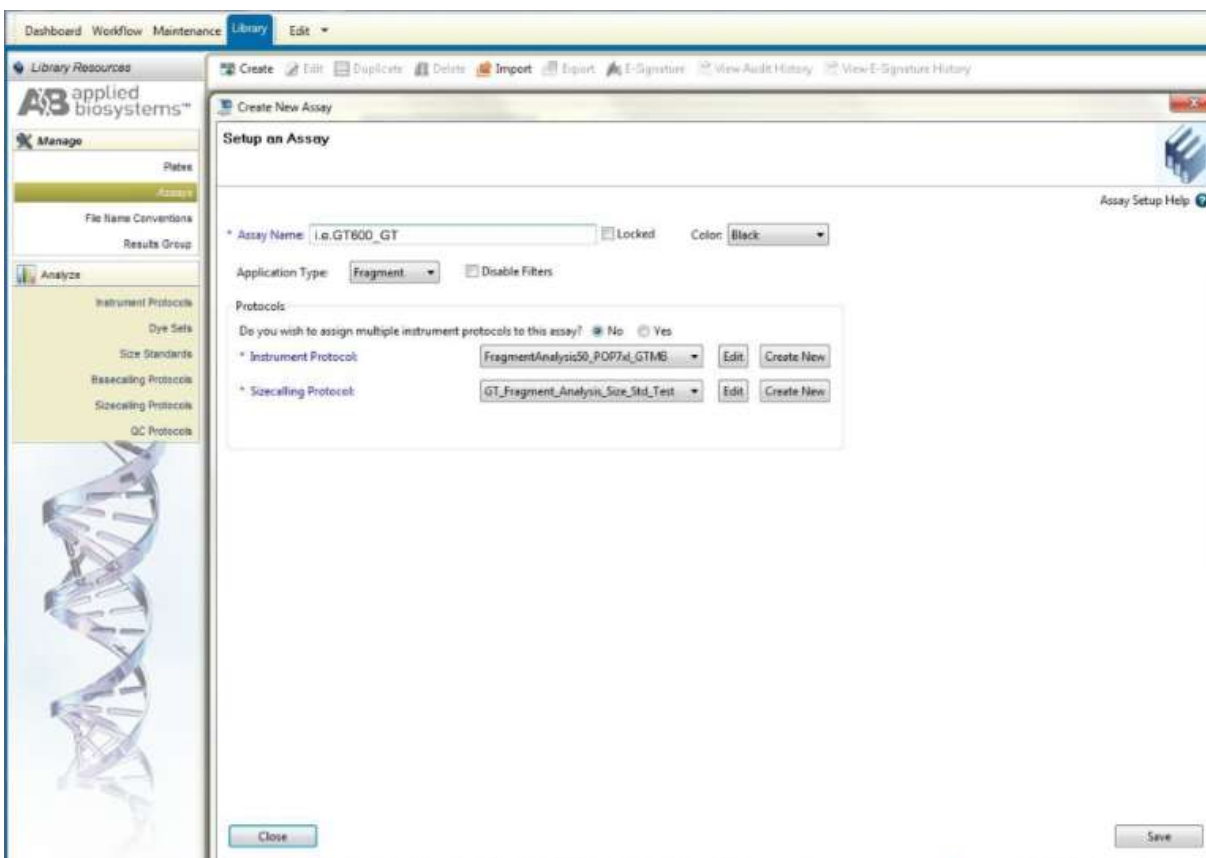 Dashboard Workflow Maintenance Library Edit
Library Resources
Create Edit Duplicate Delete Import Export E-Signature View Audit History View E-Signature History
AB applied biosystems™
Create New Assay
Manage
Setup an Assay
Plates
Assays
File Name Conventions
Results Group
Assay Setup Help ?
* Assay Name: i.e.GT600_GT Locked Color: Black
Application Type: Fragment Disable Filters
Analyze
Instrument Protocols
Dye Sets
Size Standards
Basecalling Protocols
Sizecalling Protocols
QC Protocols
Protocols
Do you wish to assign multiple instrument protocols to this assay? No Yes
* Instrument Protocol: FragmentAnalysis50_POP7xl_GTMB Edit Create New
* Sizecalling Protocol: GT_Fragment_Analysis_Size_Std_Test Edit Create New
Close
Save